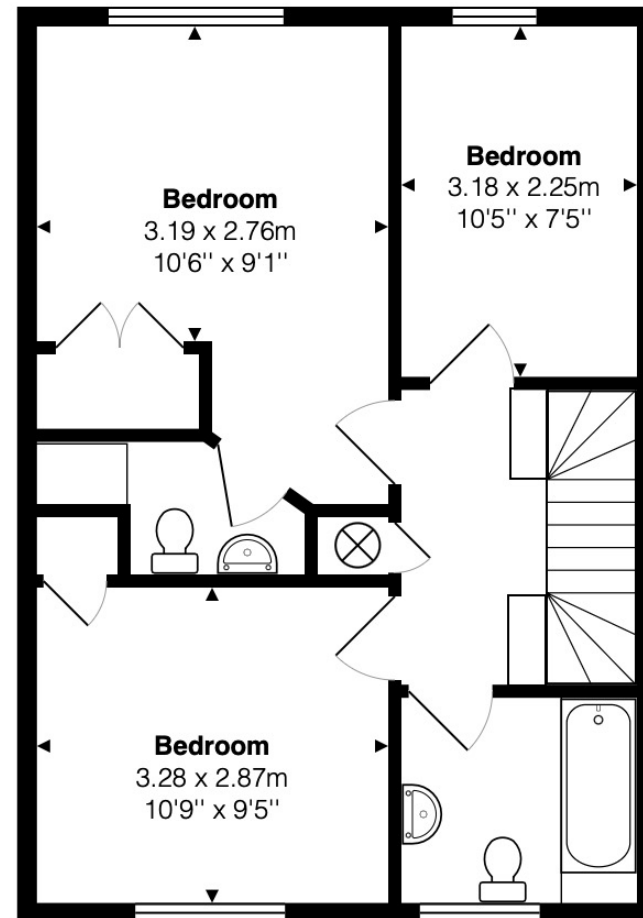 Bedroom
3.19 x 2.76m
10'6'' x 9'1''
Bedroom
3.18 x 2.25m
10'5'' x 7'5''
Bedroom
3.28 x 2.87m
10'9'' x 9'5''